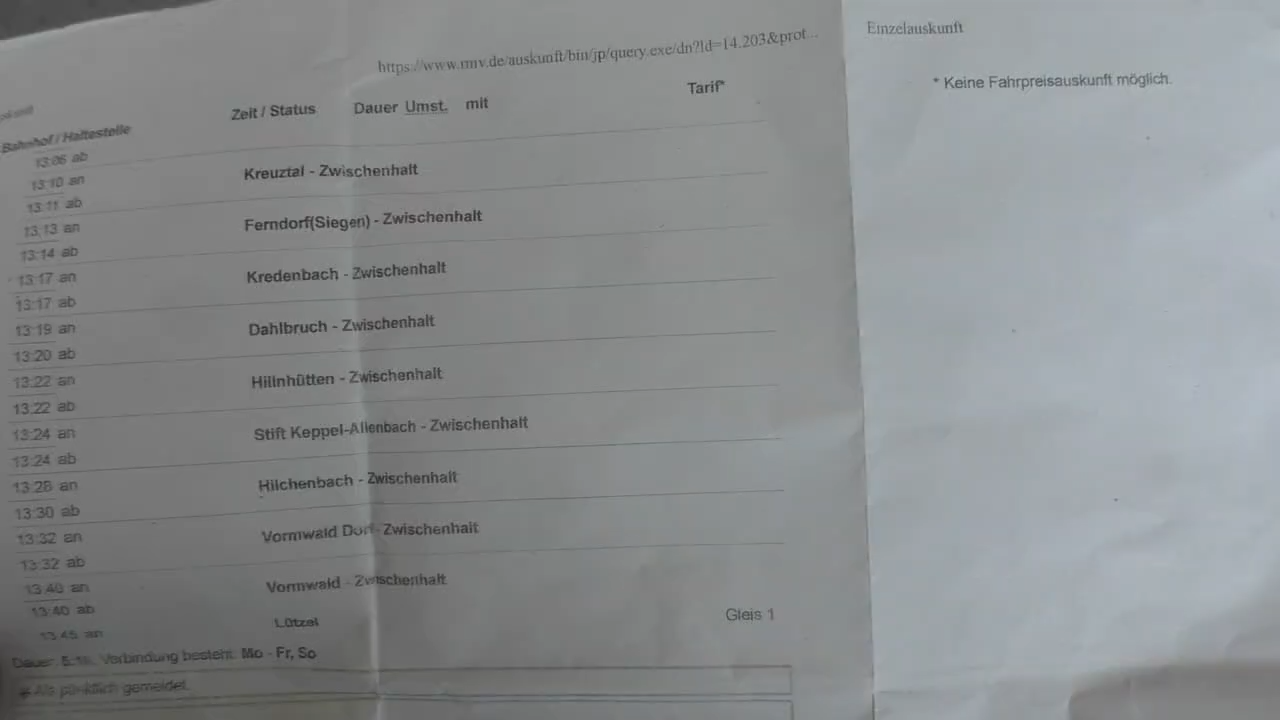 https://www.rmv.de/auskunft/bin/jp/query.exe/dn?ld=14.203&prot...
Einzelauskunft
* Keine Fahrpreisauskunft möglich.
Bahnhof / Haltestelle Zeit / Status Dauer Umst. mit Tarif*
13:06 ab
13:10 an Kreuztal - Zwischenhalt
13:11 ab
13:13 an Ferndorf(Siegen) - Zwischenhalt
13:14 ab
13:17 an Kredenbach - Zwischenhalt
13:17 ab
13:19 an Dahlbruch - Zwischenhalt
13:20 ab
13:22 an Hillnhütten - Zwischenhalt
13:22 ab
13:24 an Stift Keppel-Allenbach - Zwischenhalt
13:24 ab
13:28 an Hilchenbach - Zwischenhalt
13:30 ab
13:32 an Vormwald Dorf - Zwischenhalt
13:32 ab
13:40 an Vormwald - Zwischenhalt
13:40 ab
13:45 an Lützel Gleis 1
Dauer: Verbindung besteht: Mo - Fr, So
Als pünktlich gemeldet.